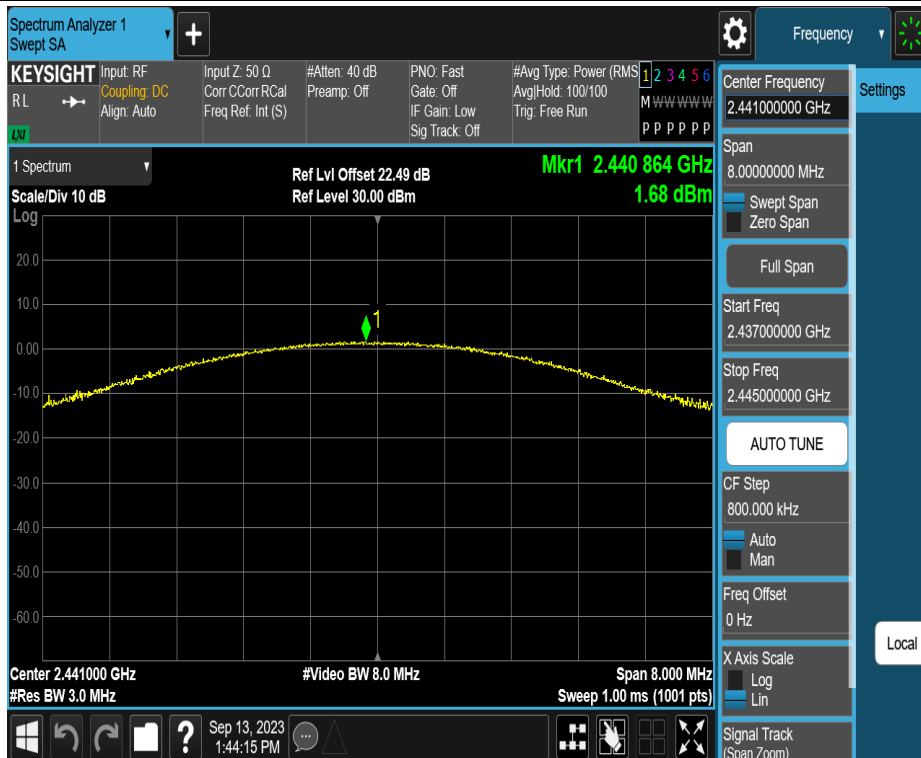 Spectrum Analyzer 1
Swept SA
+
Frequency
KEYSIGHT
R L
LXI
Input: RF
Coupling: DC
Align: Auto
Input Z: 50 Ω
Corr CCorr RCal
Freq Ref: Int (S)
#Atten: 40 dB
Preamp: Off
PNO: Fast
Gate: Off
IF Gain: Low
Sig Track: Off
#Avg Type: Power (RMS
Avg|Hold: 100/100
Trig: Free Run
1 2 3 4 5 6
M W W W W W
P P P P P P
1 Spectrum
Scale/Div 10 dB
Ref Lvl Offset 22.49 dB
Ref Level 30.00 dBm
Mkr1 2.440 864 GHz
1.68 dBm
Log
20.0
10.0
0.00
-10.0
-20.0
-30.0
-40.0
-50.0
-60.0
1
Center 2.441000 GHz
#Video BW 8.0 MHz
Span 8.000 MHz
#Res BW 3.0 MHz
Sweep 1.00 ms (1001 pts)
Sep 13, 2023
1:44:15 PM
?
Center Frequency
2.441000000 GHz
Settings
Span
8.00000000 MHz
Swept Span
Zero Span
Full Span
Start Freq
2.437000000 GHz
Stop Freq
2.445000000 GHz
AUTO TUNE
CF Step
800.000 kHz
Auto
Man
Freq Offset
0 Hz
X Axis Scale
Log
Lin
Local
Signal Track
(Span Zoom)